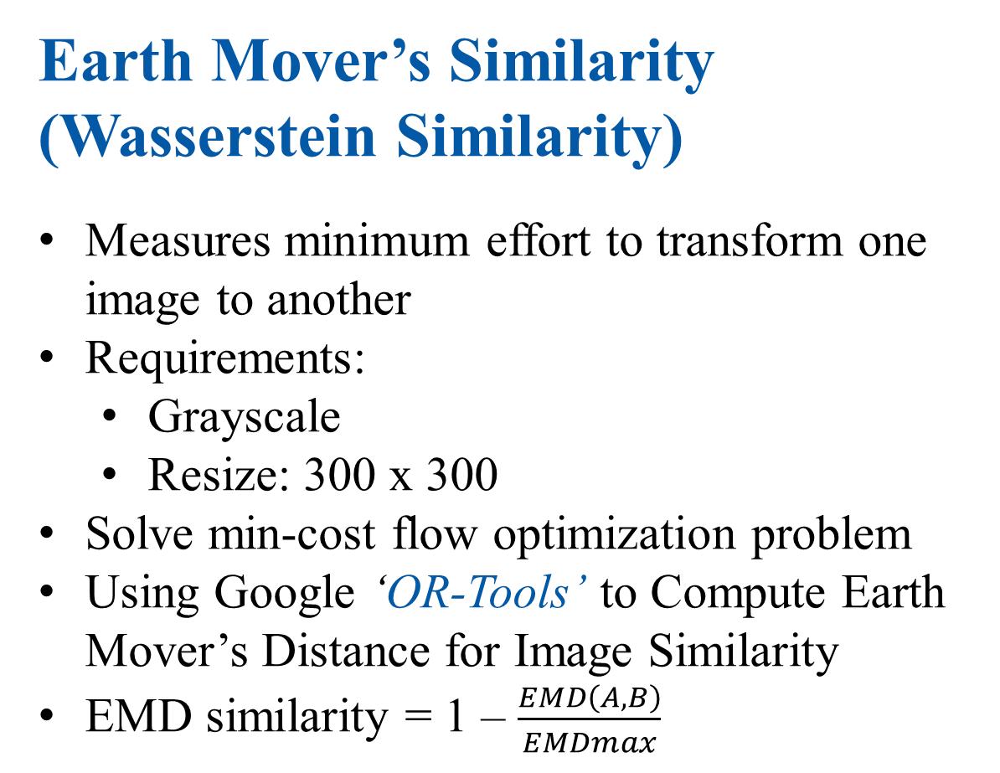 Earth Mover’s Similarity
(Wasserstein Similarity)
• Measures minimum effort to transform one
image to another
• Requirements:
• Grayscale
• Resize: 300 x 300
• Solve min-cost flow optimization problem
• Using Google ‘OR-Tools’ to Compute Earth
Mover’s Distance for Image Similarity
• EMD similarity = 1 – EMD(A,B)/EMDmax